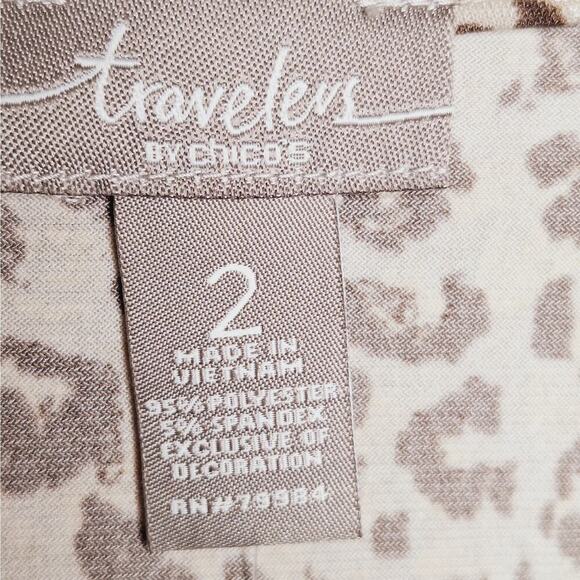 travelers
BY chico's
2
MADE IN
VIETNAM
95% POLYESTER
5% SPANDEX
EXCLUSIVE OF
DECORATION
RN# 79984